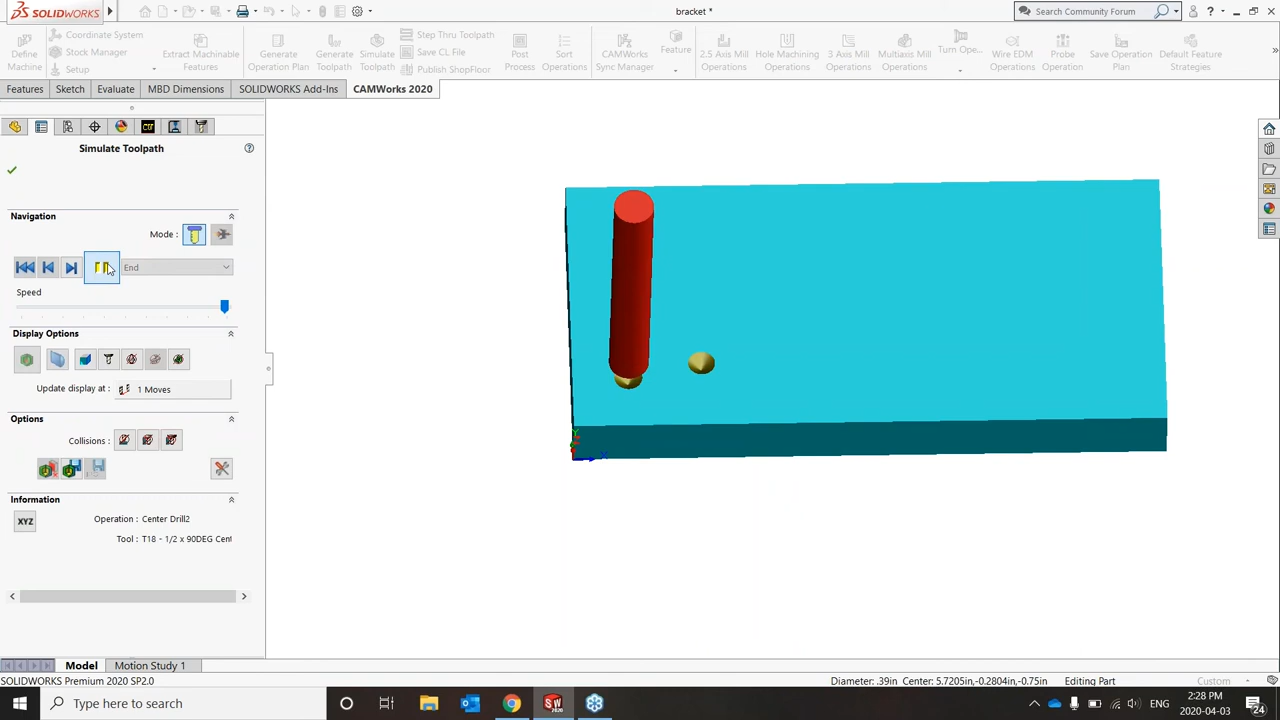 SOLIDWORKS
bracket *
Search Community Forum
Define Machine
Coordinate System
Stock Manager
Setup
Extract Machinable Features
Generate Operation Plan
Generate Toolpath
Simulate Toolpath
Step Thru Toolpath
Save CL File
Publish ShopFloor
Post Process
Sort Operations
CAMWorks Sync Manager
Feature
2.5 Axis Mill Operations
Hole Machining Operations
3 Axis Mill Operations
Multiaxis Mill Operations
Turn Ope...
Wire EDM Operations
Probe Operation
Save Operation Plan
Default Feature Strategies
Features
Sketch
Evaluate
MBD Dimensions
SOLIDWORKS Add-Ins
CAMWorks 2020
Simulate Toolpath
Navigation
Mode :
End
Speed
Display Options
Update display at :
1 Moves
Options
Collisions:
Information
XYZ
Operation : Center Drill2
Tool : T18 - 1/2 x 90DEG Cent
Y
Z
X
Model
Motion Study 1
SOLIDWORKS Premium 2020 SP2.0
Diameter: .39in Center: 5.7205in,-0.2804in,-0.75in
Editing Part
Custom
Type here to search
ENG
2:28 PM
2020-04-03
24